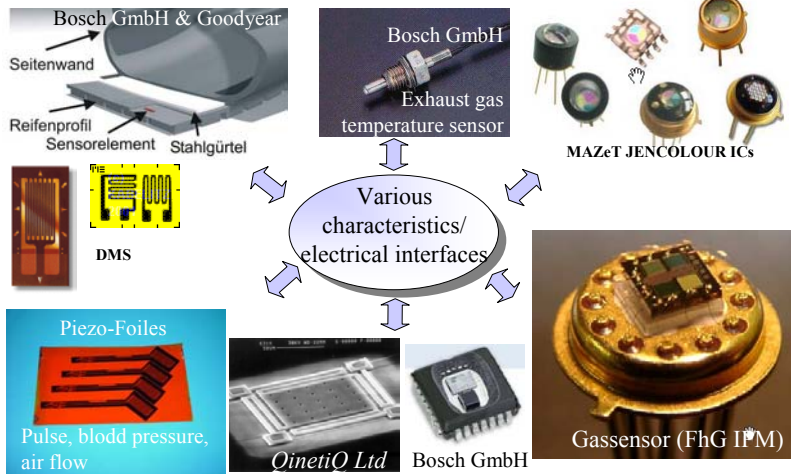 Bosch GmbH & Goodyear
Seitenwand
Reifenprofil
Sensorelement
Stahlgürtel
Bosch GmbH
Exhaust gas
temperature sensor
MAZeT JENCOLOUR ICs
DMS
Various
characteristics/
electrical interfaces
Piezo-Foiles
Pulse, blodd pressure,
air flow
QinetiQ Ltd
Bosch GmbH
Gassensor (FhG IPM)